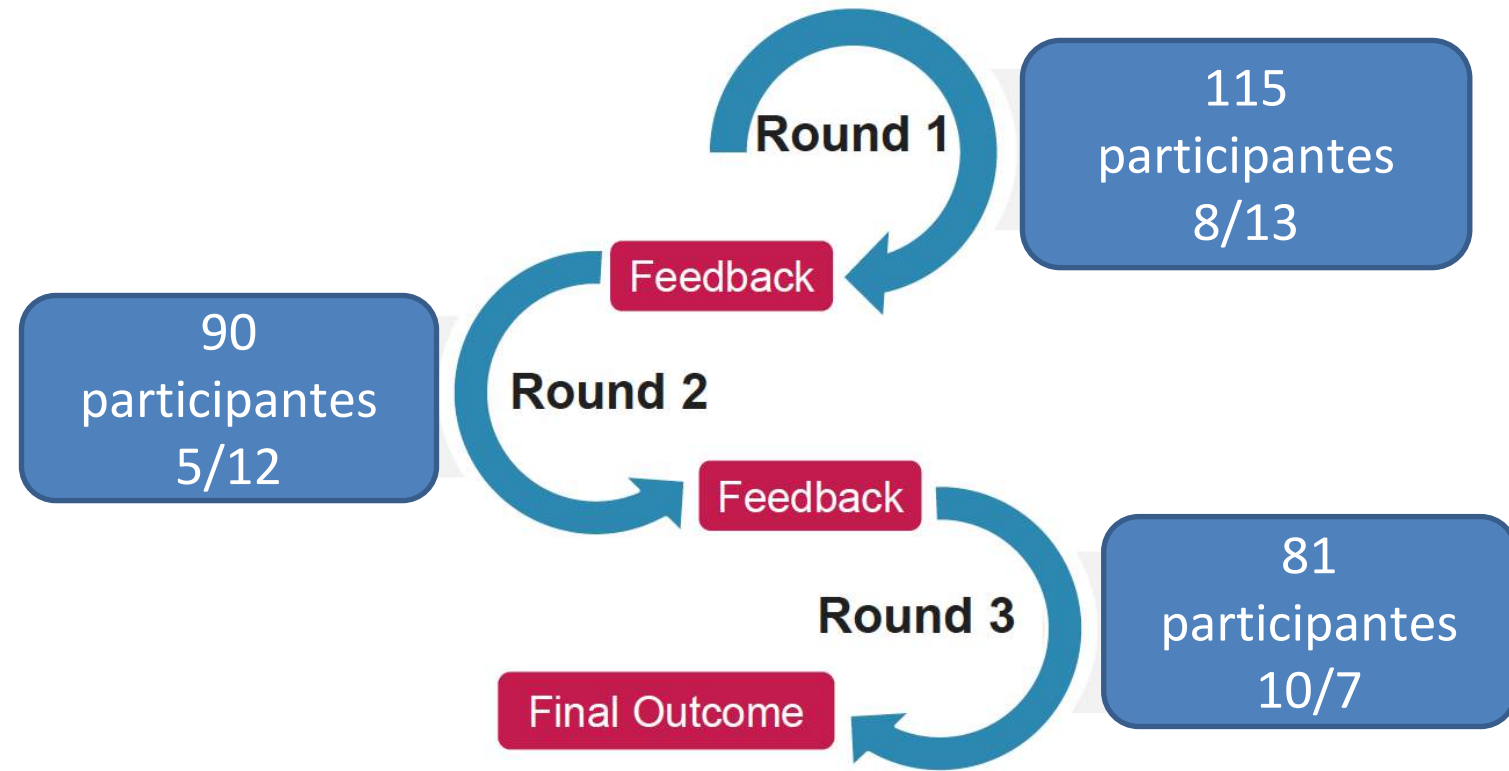 Round 1
115
participantes
8/13
Feedback
90
participantes
5/12
Round 2
Feedback
Round 3
81
participantes
10/7
Final Outcome